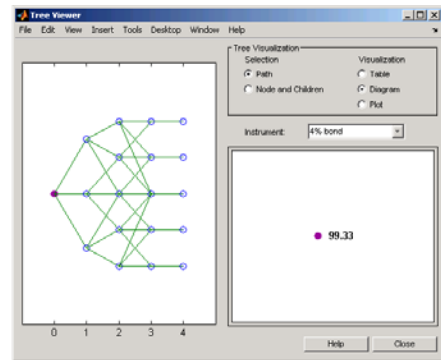 Tree Viewer
File Edit View Insert Tools Desktop Window Help
Tree Visualization
Selection
Visualization
Path
Table
Node and Children
Diagram
Plot
Instrument:
4% bond
99.33
0 1 2 3 4
Help
Close